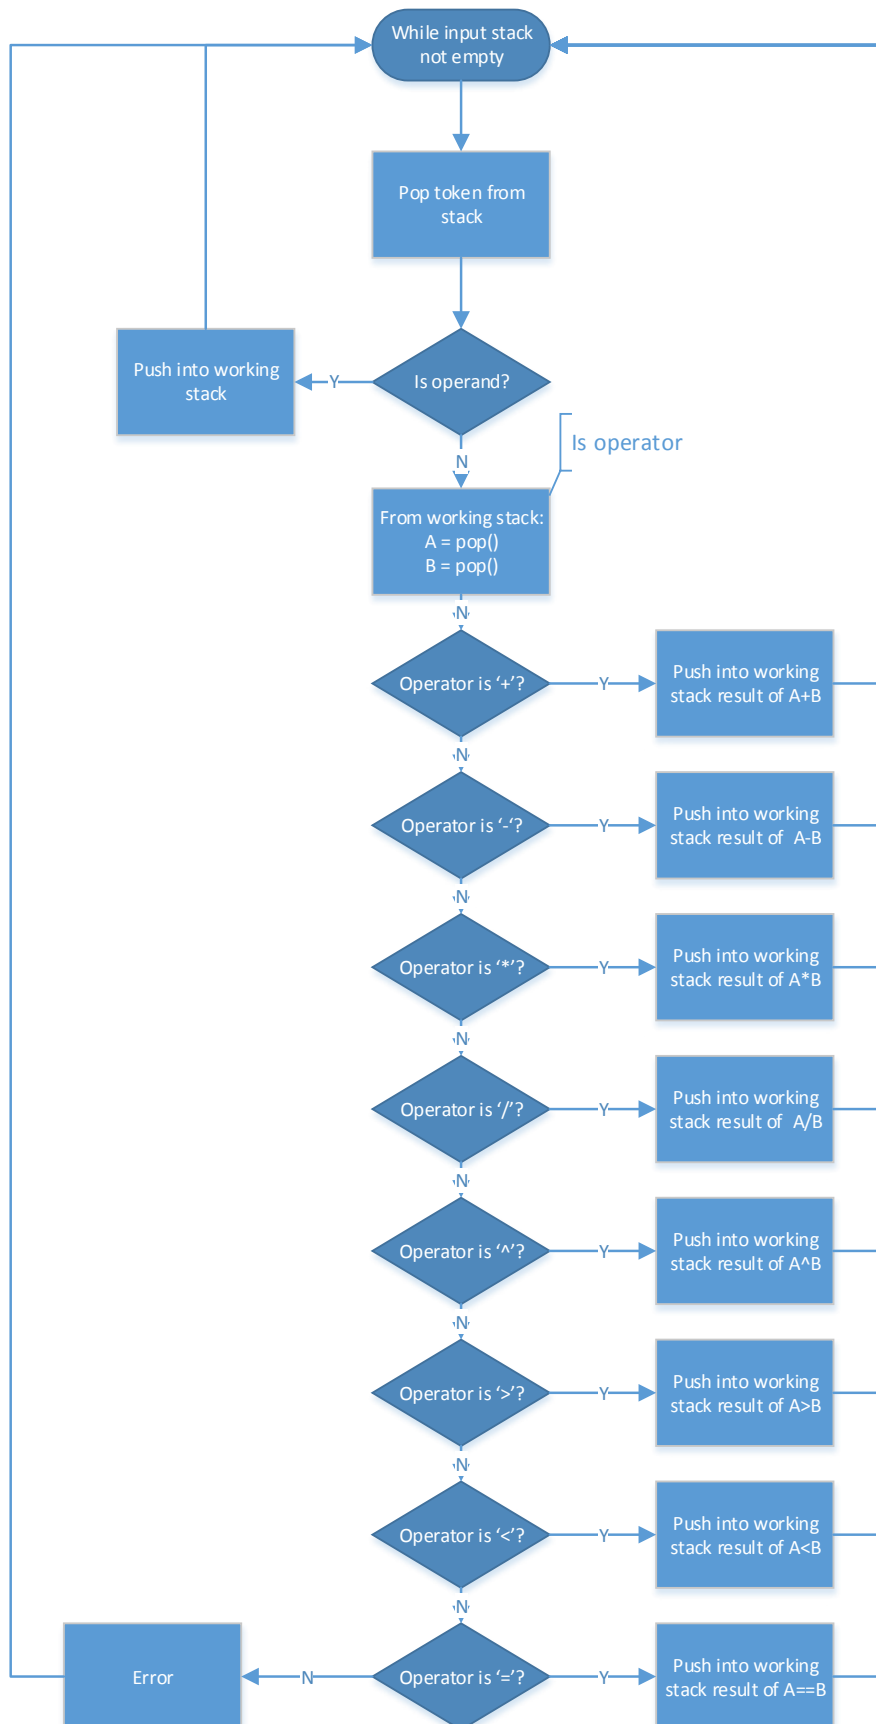 While input stack
not empty
Pop token from
stack
Is operand?
Y
Push into working
stack
N
Is operator
From working stack:
A = pop()
B = pop()
N
Operator is ‘+’?
Y
Push into working
stack result of A+B
N
Operator is ‘-‘?
Y
Push into working
stack result of  A-B
N
Operator is ‘*’?
Y
Push into working
stack result of A*B
N
Operator is ‘/’?
Y
Push into working
stack result of  A/B
N
Operator is ‘^’?
Y
Push into working
stack result of A^B
N
Operator is ‘>’?
Y
Push into working
stack result of A>B
N
Operator is ‘<’?
Y
Push into working
stack result of A<B
N
Operator is ‘=’?
Y
Push into working
stack result of A==B
N
Error